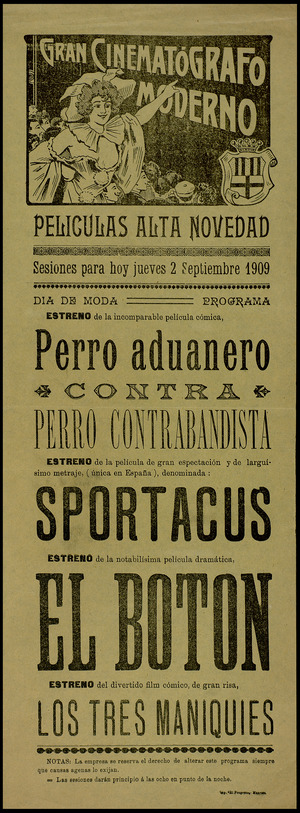 GRAN CINEMATÓGRAFO
MODERNO
PELICULAS ALTA NOVEDAD
Sesiones para hoy jueves 2 Septiembre 1909
DIA DE MODA PROGRAMA
ESTRENO de la incomparable película cómica,
Perro aduanero
CONTRA
PERRO CONTRABANDISTA
ESTRENO de la película de gran espectación y de larguí-
simo metraje, (única en España), denominada:
SPORTACUS
ESTRENO de la notabilísima película dramática,
EL BOTON
ESTRENO del divertido film cómico, de gran risa,
LOS TRES MANIQUIES
NOTAS: La empresa se reserva el derecho de alterar este programa siempre
que causas agenas lo exijan.
= Las sesiones darán principio á las ocho en punto de la noche.